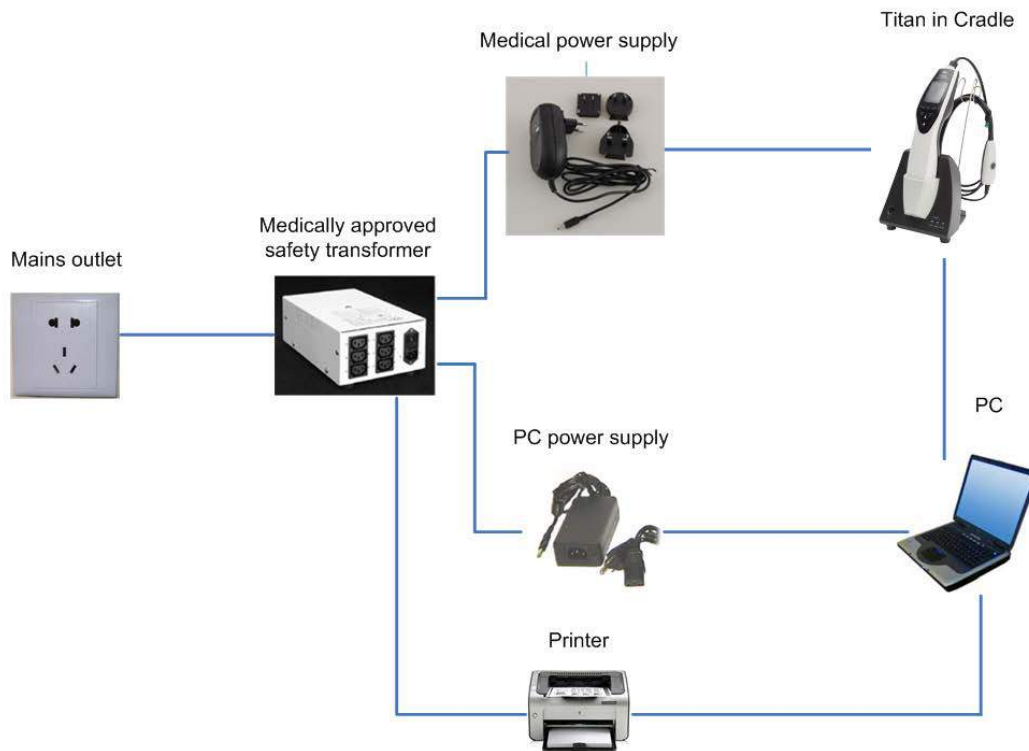 Titan in Cradle
Medical power supply
Medically approved
safety transformer
Mains outlet
PC
PC power supply
Printer